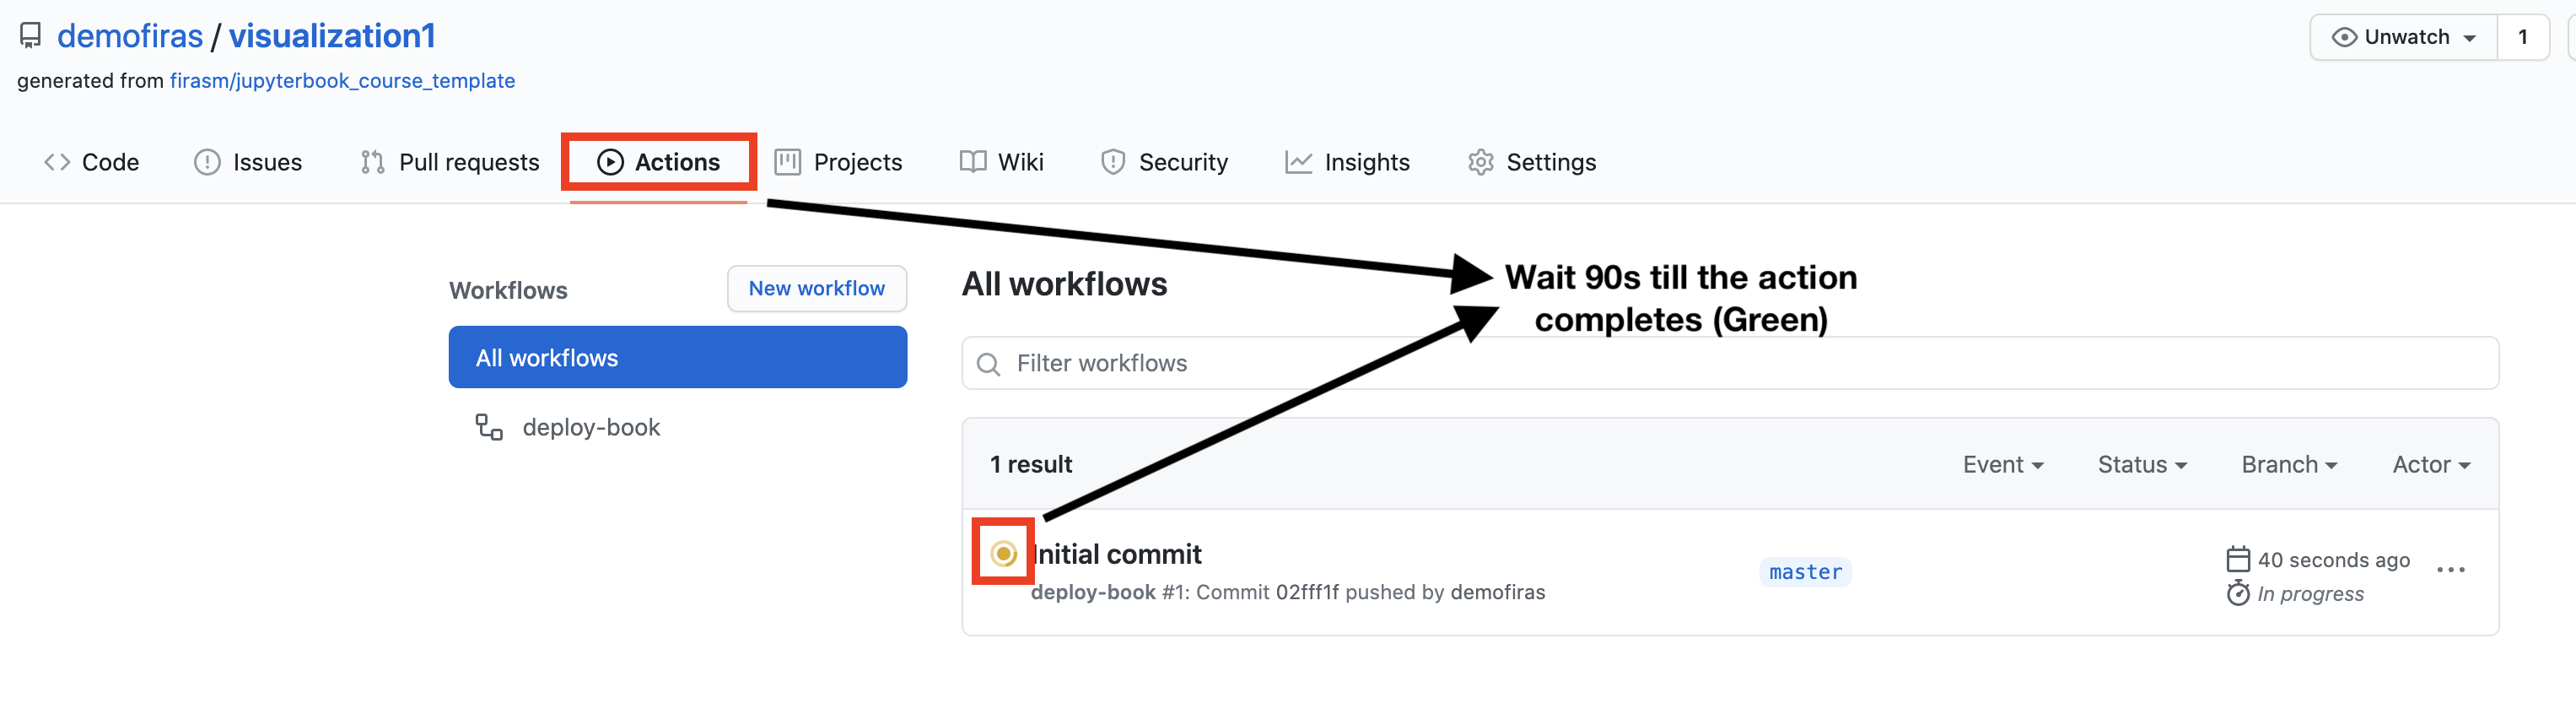 demofiras / visualization1
Unwatch 1
generated from firasm/jupyterbook_course_template
Code Issues Pull requests Actions Projects Wiki Security Insights Settings
Workflows
New workflow
All workflows
deploy-book
All workflows
Wait 90s till the action
completes (Green)
Filter workflows
1 result
Event Status Branch Actor
Initial commit
deploy-book #1: Commit 02fff1f pushed by demofiras
master
40 seconds ago
In progress